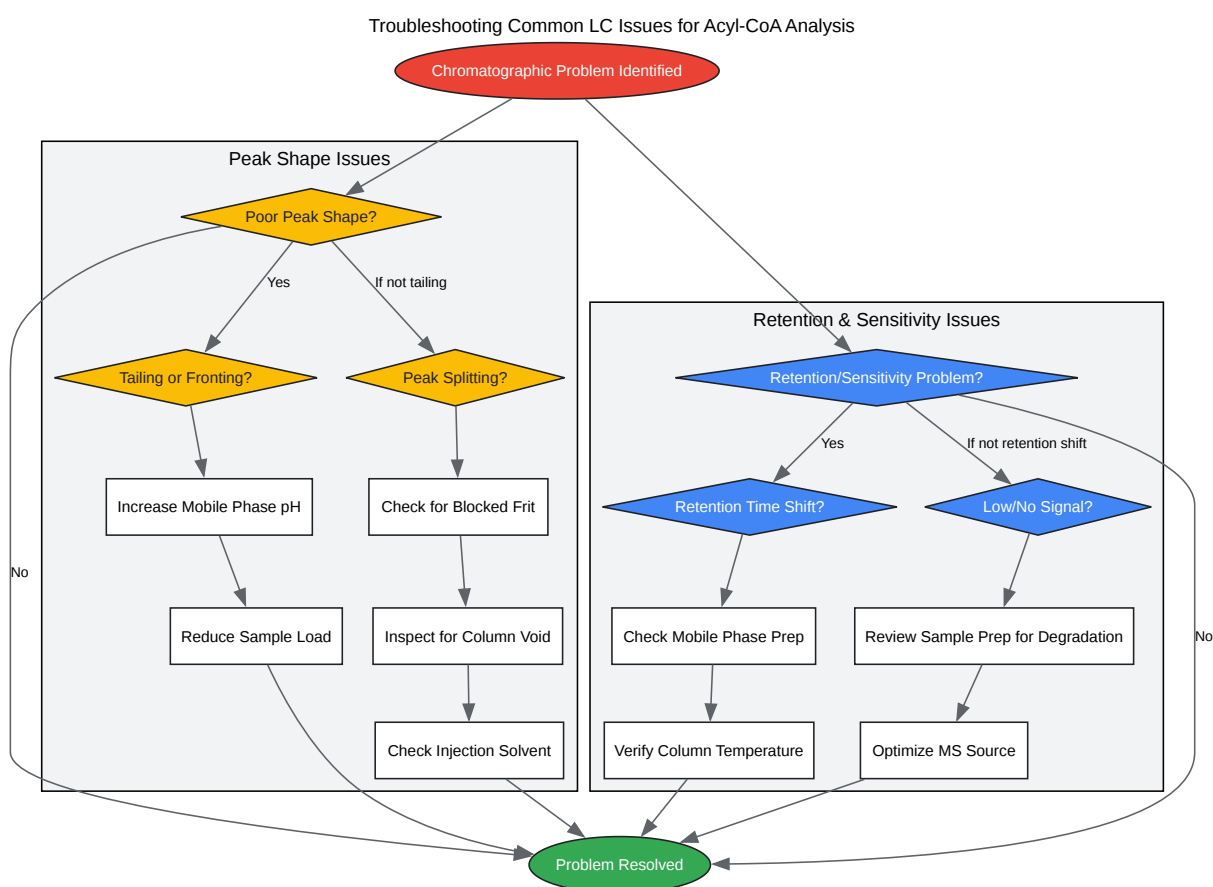 Troubleshooting Common LC Issues for Acyl-CoA Analysis
Chromatographic Problem Identified
Peak Shape Issues
Poor Peak Shape?
Yes
If not tailing
Tailing or Fronting?
Peak Splitting?
Increase Mobile Phase pH
Check for Blocked Frit
No
Reduce Sample Load
Inspect for Column Void
Check Injection Solvent
Retention & Sensitivity Issues
Retention/Sensitivity Problem?
Yes
If not retention shift
Retention Time Shift?
Low/No Signal?
Check Mobile Phase Prep
Review Sample Prep for Degradation
No
Verify Column Temperature
Optimize MS Source
Problem Resolved